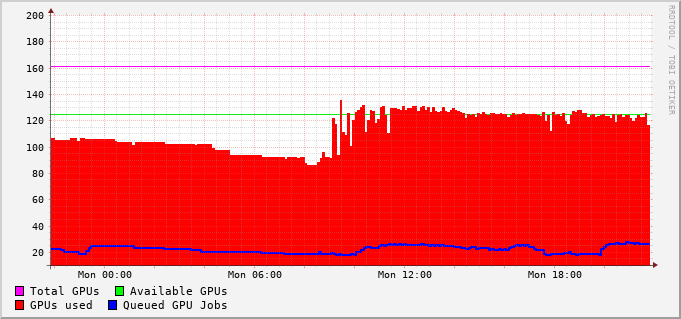 200
180
160
140
120
100
80
60
40
20
Mon 00:00 Mon 06:00 Mon 12:00 Mon 18:00
Total GPUs Available GPUs
GPUs used Queued GPU Jobs
RRDTOOL / TOBI OETIKER